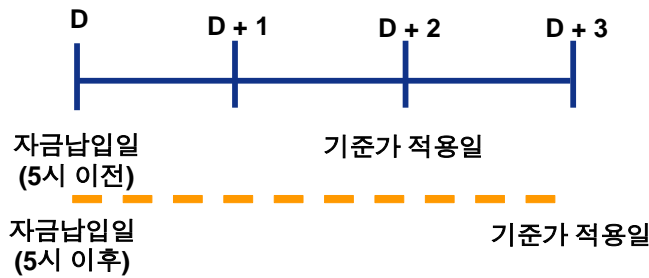 D D + 1 D + 2 D + 3
자금납입일 기준가 적용일
(5시 이전)
자금납입일 기준가 적용일
(5시 이후)